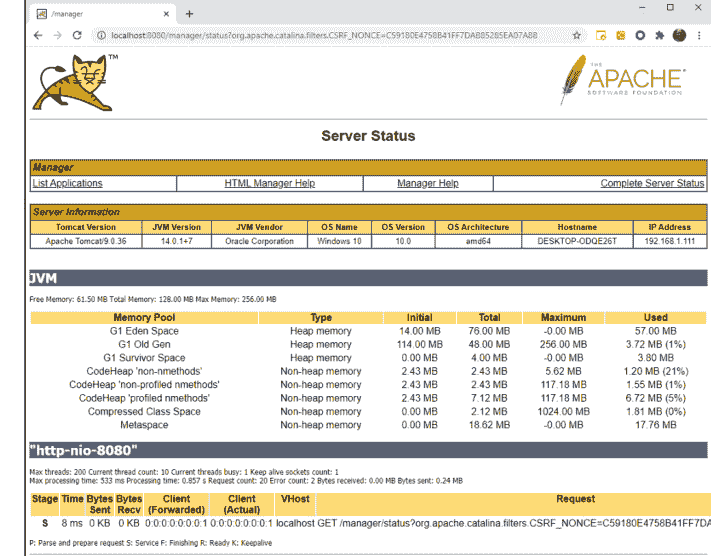 /manager
localhost:8080/manager/status?org.apache.catalina.filters.CSRF_NONCE=C59180E4758B41FF7DA885285EA07A88
TM
THE
APACHE
SOFTWARE FOUNDATION
Server Status
Manager
List Applications HTML Manager Help Manager Help Complete Server Status
Server Information
Tomcat Version JVM Version JVM Vendor OS Name OS Version OS Architecture Hostname IP Address
Apache Tomcat/9.0.36 14.0.1+7 Oracle Corporation Windows 10 10.0 amd64 DESKTOP-ODQE26T 192.168.1.111
JVM
Free Memory: 61.50 MB Total Memory: 128.00 MB Max Memory: 256.00 MB
Memory Pool Type Initial Total Maximum Used
G1 Eden Space Heap memory 14.00 MB 76.00 MB -0.00 MB 57.00 MB
G1 Old Gen Heap memory 114.00 MB 48.00 MB 256.00 MB 3.72 MB (1%)
G1 Survivor Space Heap memory 0.00 MB 4.00 MB -0.00 MB 3.80 MB
CodeHeap 'non-nmethods' Non-heap memory 2.43 MB 2.43 MB 5.62 MB 1.20 MB (21%)
CodeHeap 'non-profiled nmethods' Non-heap memory 2.43 MB 2.43 MB 117.18 MB 1.55 MB (1%)
CodeHeap 'profiled nmethods' Non-heap memory 2.43 MB 7.12 MB 117.18 MB 6.72 MB (5%)
Compressed Class Space Non-heap memory 0.00 MB 2.12 MB 1024.00 MB 1.81 MB (0%)
Metaspace Non-heap memory 0.00 MB 18.62 MB -0.00 MB 17.76 MB
"http-nio-8080"
Max threads: 200 Current thread count: 10 Current threads busy: 1 Keep alive sockets count: 1
Max processing time: 533 ms Processing time: 0.857 s Request count: 20 Error count: 2 Bytes received: 0.00 MB Bytes sent: 0.24 MB
Stage Time Bytes Sent Bytes Recv Client (Forwarded) Client (Actual) VHost Request
S 8 ms 0 KB 0 KB 0:0:0:0:0:0:0:1 0:0:0:0:0:0:0:1 localhost GET /manager/status?org.apache.catalina.filters.CSRF_NONCE=C59180E4758B41FF7DA
P: Parse and prepare request S: Service F: Finishing R: Ready K: Keepalive